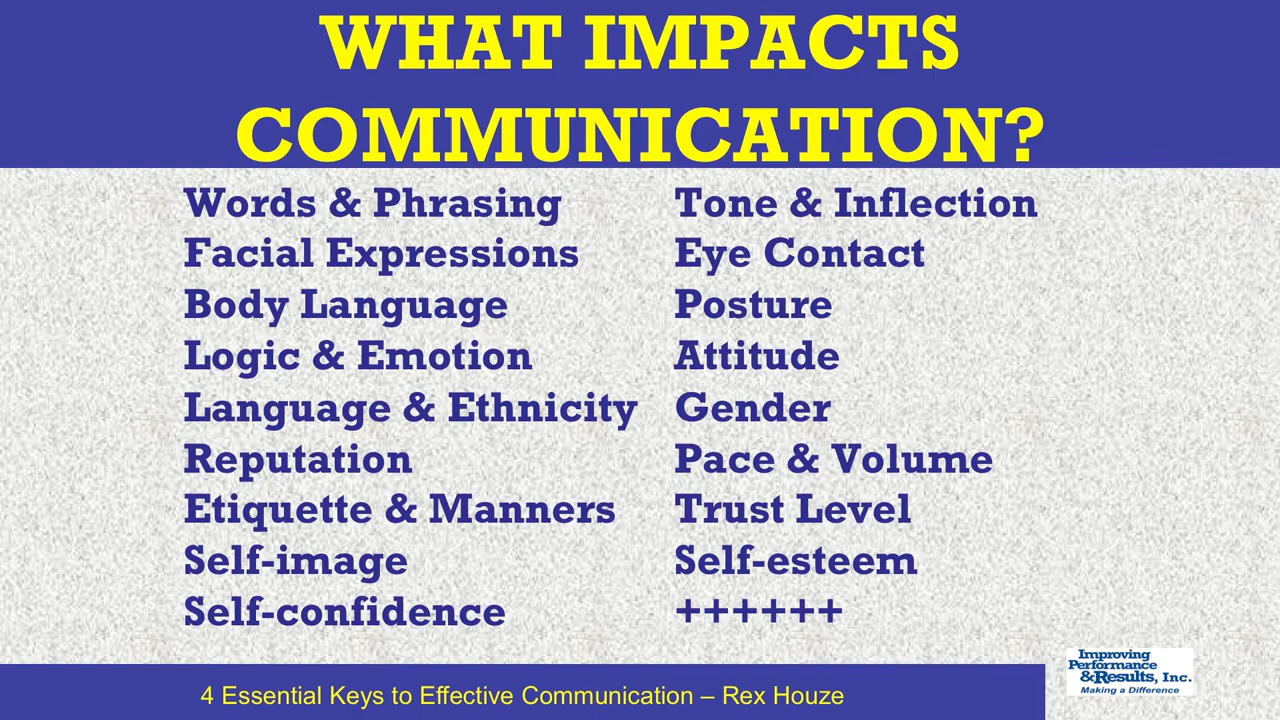 WHAT IMPACTS
COMMUNICATION?
Words & Phrasing
Facial Expressions
Body Language
Logic & Emotion
Language & Ethnicity
Reputation
Etiquette & Manners
Self-image
Self-confidence
Tone & Inflection
Eye Contact
Posture
Attitude
Gender
Pace & Volume
Trust Level
Self-esteem
++++++
4 Essential Keys to Effective Communication – Rex Houze
Improving
Performance
&Results, Inc.
Making a Difference